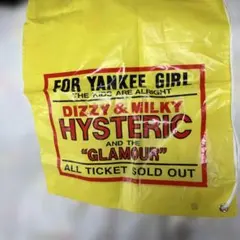 FOR YANKEE GIRL
THE KIDS ARE ALRIGHT
DIZZY & MILKY
HYSTERIC
AND THE
"GLAMOUR"
ALL TICKET SOLD OUT